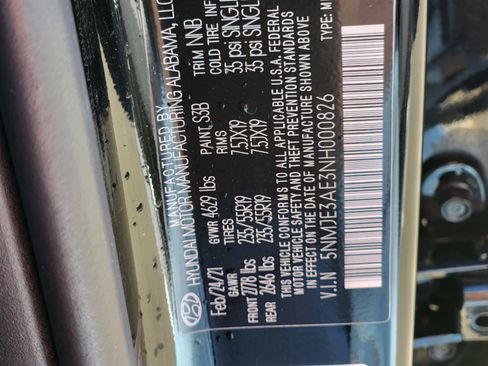 MANUFACTURED BY
HYUNDAI MOTOR MANUFACTURING ALABAMA, LLC
Feb/24/21 GVWR 4629 lbs PAINT S3B TRIM NNB
GAWR TIRES RIMS COLD TIRE INF
FRONT 2778 lbs 235/55R19 7.5JX19 35 psi SINGL
REAR 2646 lbs 235/55R19 7.5JX19 35 psi SINGL
THIS VEHICLE CONFORMS TO ALL APPLICABLE U.S.A. FEDERAL
MOTOR VEHICLE SAFETY AND THEFT PREVENTION STANDARDS
IN EFFECT ON THE DATE OF MANUFACTURE SHOWN ABOVE.
V.I.N 5NMJE3AE3NH000826 TYPE: